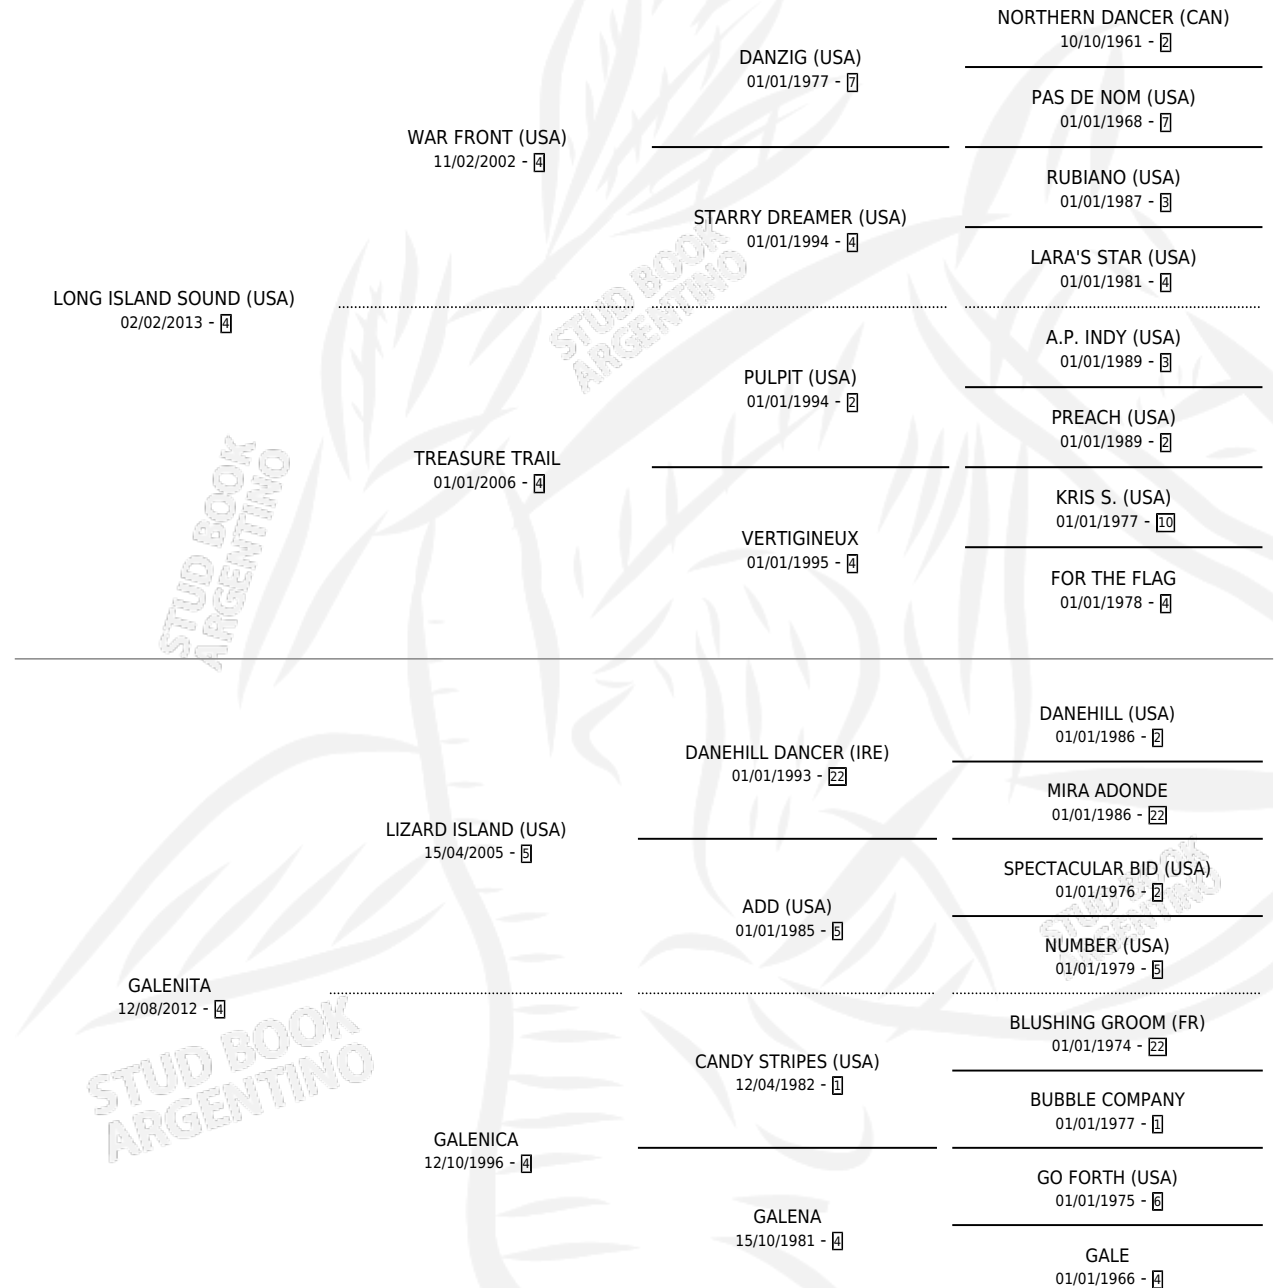 NORTHERN DANCER (CAN)
10/10/1961 - 2
DANZIG (USA)
01/01/1977 - 7
PAS DE NOM (USA)
01/01/1968 - 7
WAR FRONT (USA)
11/02/2002 - 4
RUBIANO (USA)
01/01/1987 - 3
STARRY DREAMER (USA)
01/01/1994 - 4
LARA'S STAR (USA)
01/01/1981 - 4
LONG ISLAND SOUND (USA)
02/02/2013 - 4
A.P. INDY (USA)
01/01/1989 - 3
PULPIT (USA)
01/01/1994 - 2
PREACH (USA)
01/01/1989 - 2
TREASURE TRAIL
01/01/2006 - 4
KRIS S. (USA)
01/01/1977 - 10
VERTIGINEUX
01/01/1995 - 4
FOR THE FLAG
01/01/1978 - 4
DANEHILL (USA)
01/01/1986 - 2
DANEHILL DANCER (IRE)
01/01/1993 - 22
MIRA ADONDE
01/01/1986 - 22
LIZARD ISLAND (USA)
15/04/2005 - 5
SPECTACULAR BID (USA)
01/01/1976 - 2
ADD (USA)
01/01/1985 - 5
NUMBER (USA)
01/01/1979 - 5
GALENITA
12/08/2012 - 4
BLUSHING GROOM (FR)
01/01/1974 - 22
CANDY STRIPES (USA)
12/04/1982 - 1
BUBBLE COMPANY
01/01/1977 - 1
GALENICA
12/10/1996 - 4
GO FORTH (USA)
01/01/1975 - 6
GALENA
15/10/1981 - 4
GALE
01/01/1966 - 4
STUD BOOK
ARGENTINO
STUD BOOK
ARGENTINO
STUD BOOK
ARGENTINO
STUD BOOK
ARGENTINO